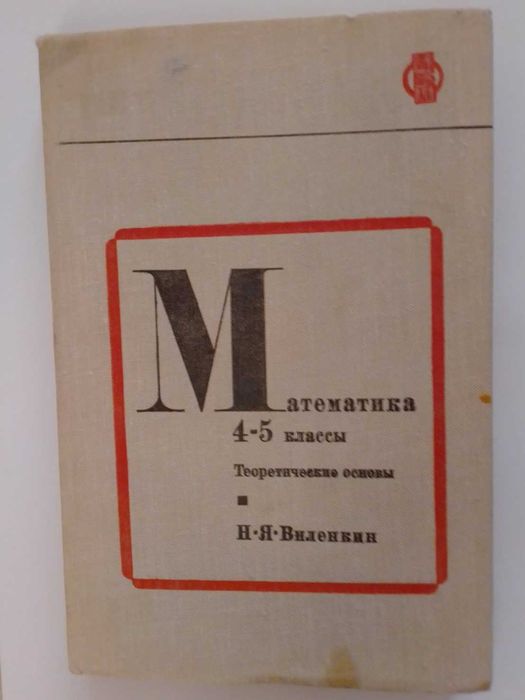 Математика
4-5 классы
Теоретические основы
Н·Я·Виленкин